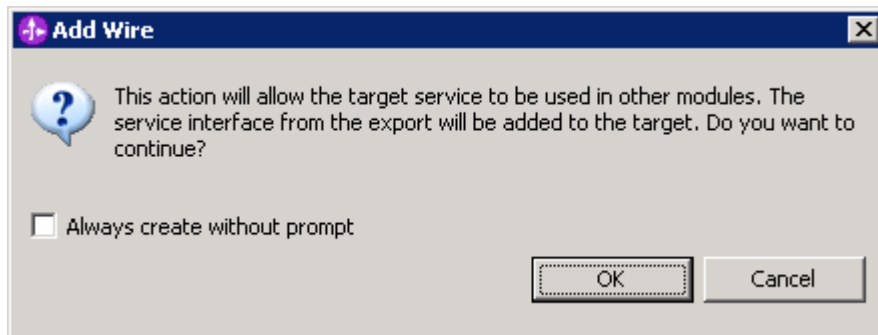 Add Wire
This action will allow the target service to be used in other modules. The
service interface from the export will be added to the target. Do you want to
continue?
Always create without prompt
OK
Cancel